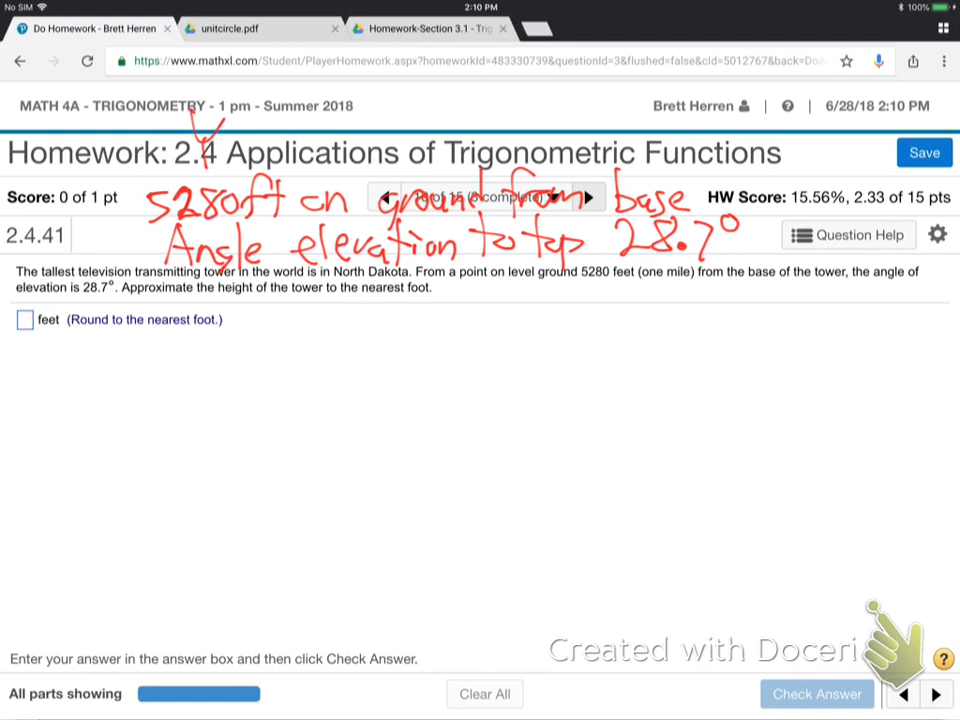 No SIM 2:10 PM 100%
Do Homework - Brett Herren × unitcircle.pdf × Homework-Section 3.1 - Trig ×
https://www.mathxl.com/Student/PlayerHomework.aspx?homeworkId=483330739&questionId=3&flushed=false&cId=5012767&back=DoA
MATH 4A - TRIGONOMETRY - 1 pm - Summer 2018 Brett Herren | ? | 6/28/18 2:10 PM
Homework: 2.4 Applications of Trigonometric Functions Save
Score: 0 of 1 pt of 15 complete) HW Score: 15.56%, 2.33 of 15 pts
5280ft on ground from base
2.4.41 Question Help
Angle elevation to top 28.7°
The tallest television transmitting tower in the world is in North Dakota. From a point on level ground 5280 feet (one mile) from the base of the tower, the angle of
elevation is 28.7°. Approximate the height of the tower to the nearest foot.
feet (Round to the nearest foot.)
Created with Doceri
Enter your answer in the answer box and then click Check Answer. ?
All parts showing Clear All Check Answer